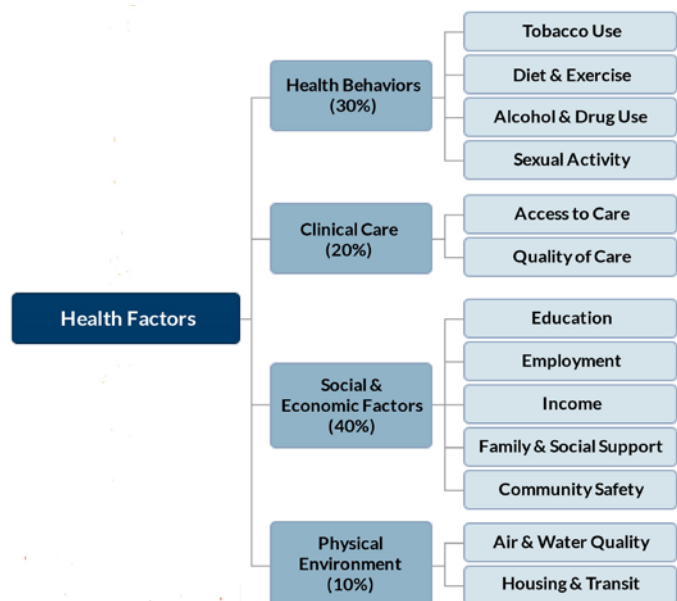 Health Factors
Health Behaviors
(30%)
Tobacco Use
Diet & Exercise
Alcohol & Drug Use
Sexual Activity
Clinical Care
(20%)
Access to Care
Quality of Care
Social &
Economic Factors
(40%)
Education
Employment
Income
Family & Social Support
Community Safety
Physical
Environment
(10%)
Air & Water Quality
Housing & Transit